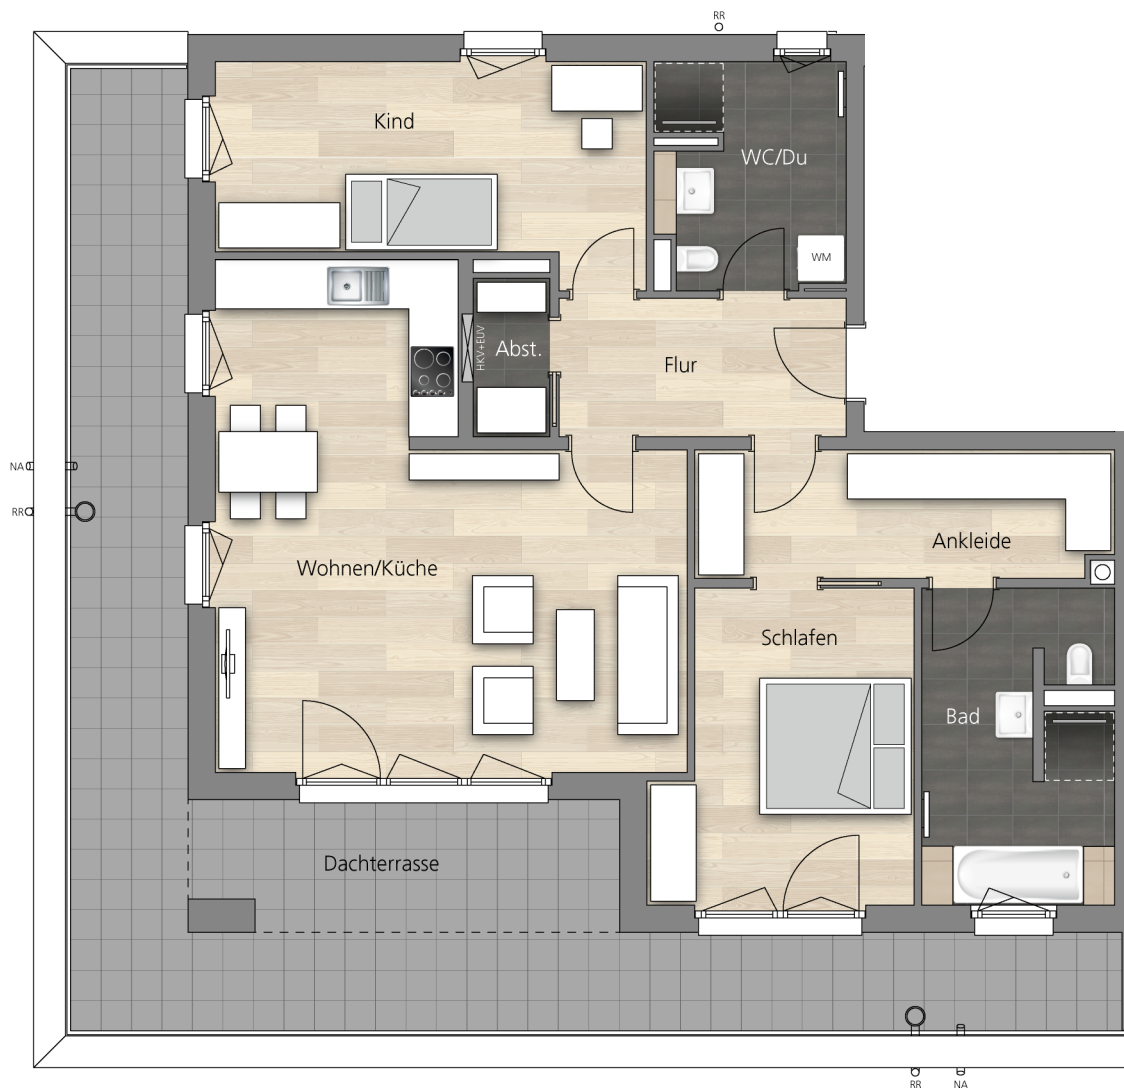 RR
Kind
WC/Du
WM
HKV+EUV
Abst.
Flur
NA
RR
Ankleide
Wohnen/Küche
Schlafen
Bad
Dachterrasse
RR
NA